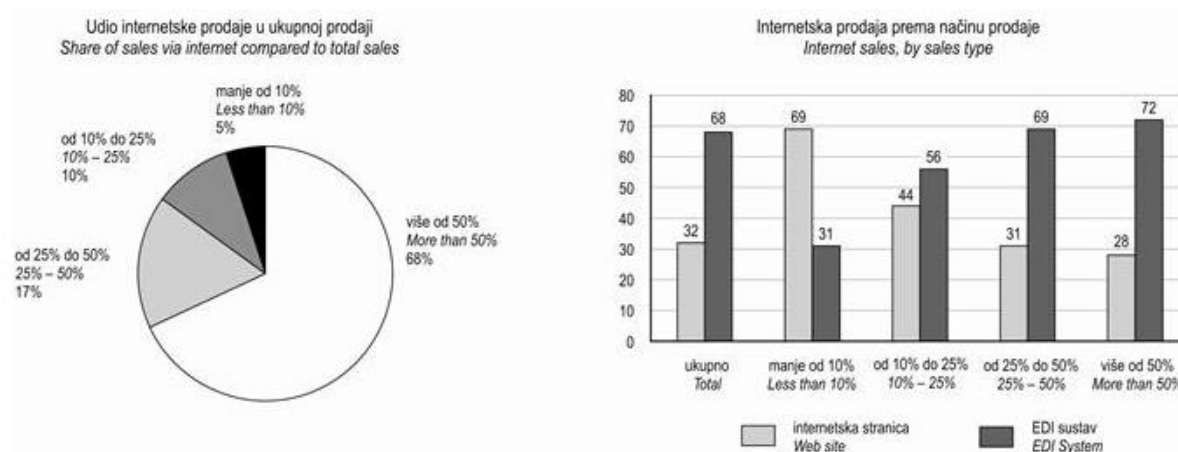 Udio internetske prodaje u ukupnoj prodaji
Share of sales via internet compared to total sales
manje od 10%
Less than 10%
5%
od 10% do 25%
10% – 25%
10%
od 25% do 50%
25% – 50%
17%
više od 50%
More than 50%
68%
Internetska prodaja prema načinu prodaje
Internet sales, by sales type
80
70
60
50
40
30
20
10
0
32
68
69
31
44
56
31
69
28
72
ukupno
Total
manje od 10%
Less than 10%
od 10% do 25%
10% – 25%
od 25% do 50%
25% – 50%
više od 50%
More than 50%
internetska stranica
Web site
EDI sustav
EDI System